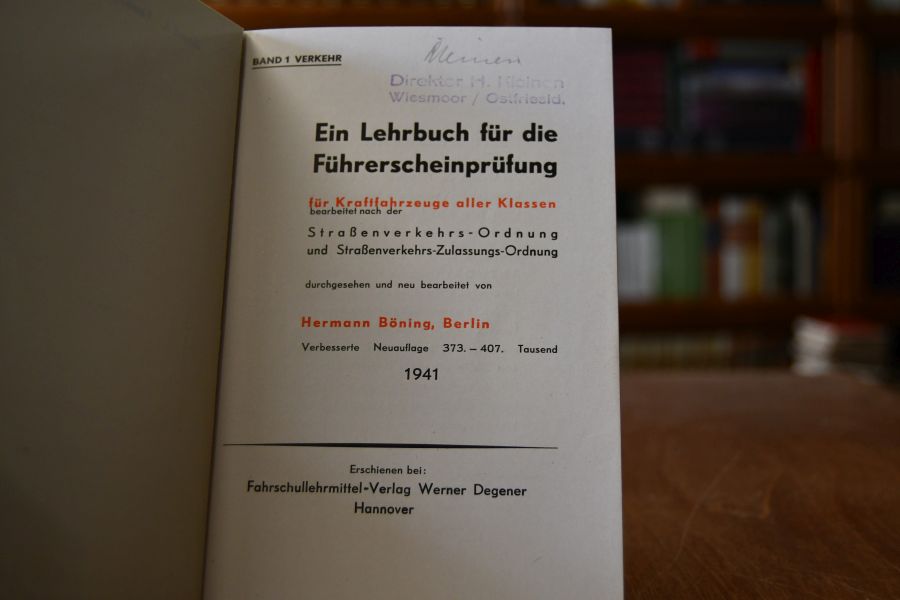 BAND 1 VERKEHR
Kleinen
Direktor H. Kleinen
Wiesmoor / Ostfriesld.
Ein Lehrbuch für die
Führerscheinprüfung
für Kraftfahrzeuge aller Klassen
bearbeitet nach der
Straßenverkehrs-Ordnung
und Straßenverkehrs-Zulassungs-Ordnung
durchgesehen und neu bearbeitet von
Hermann Böning, Berlin
Verbesserte Neuauflage 373. – 407. Tausend
1941
Erschienen bei:
Fahrschullehrmittel-Verlag Werner Degener
Hannover